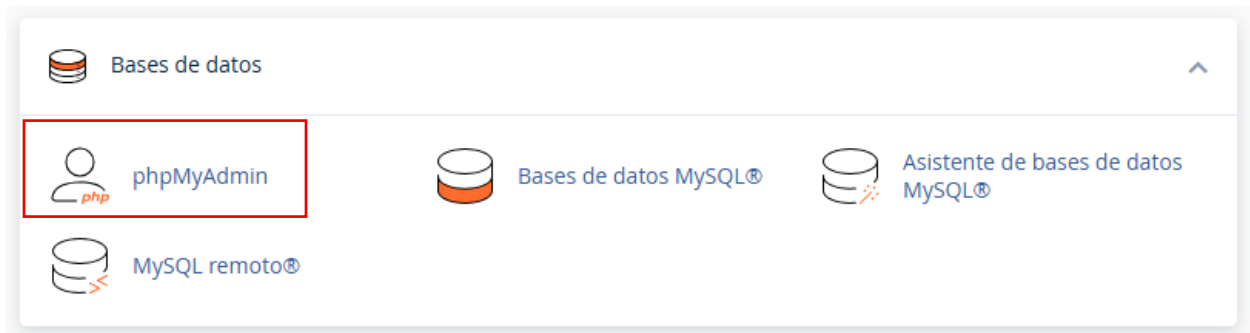 Bases de datos
php
phpMyAdmin
Bases de datos MySQL®
Asistente de bases de datos
MySQL®
MySQL remoto®